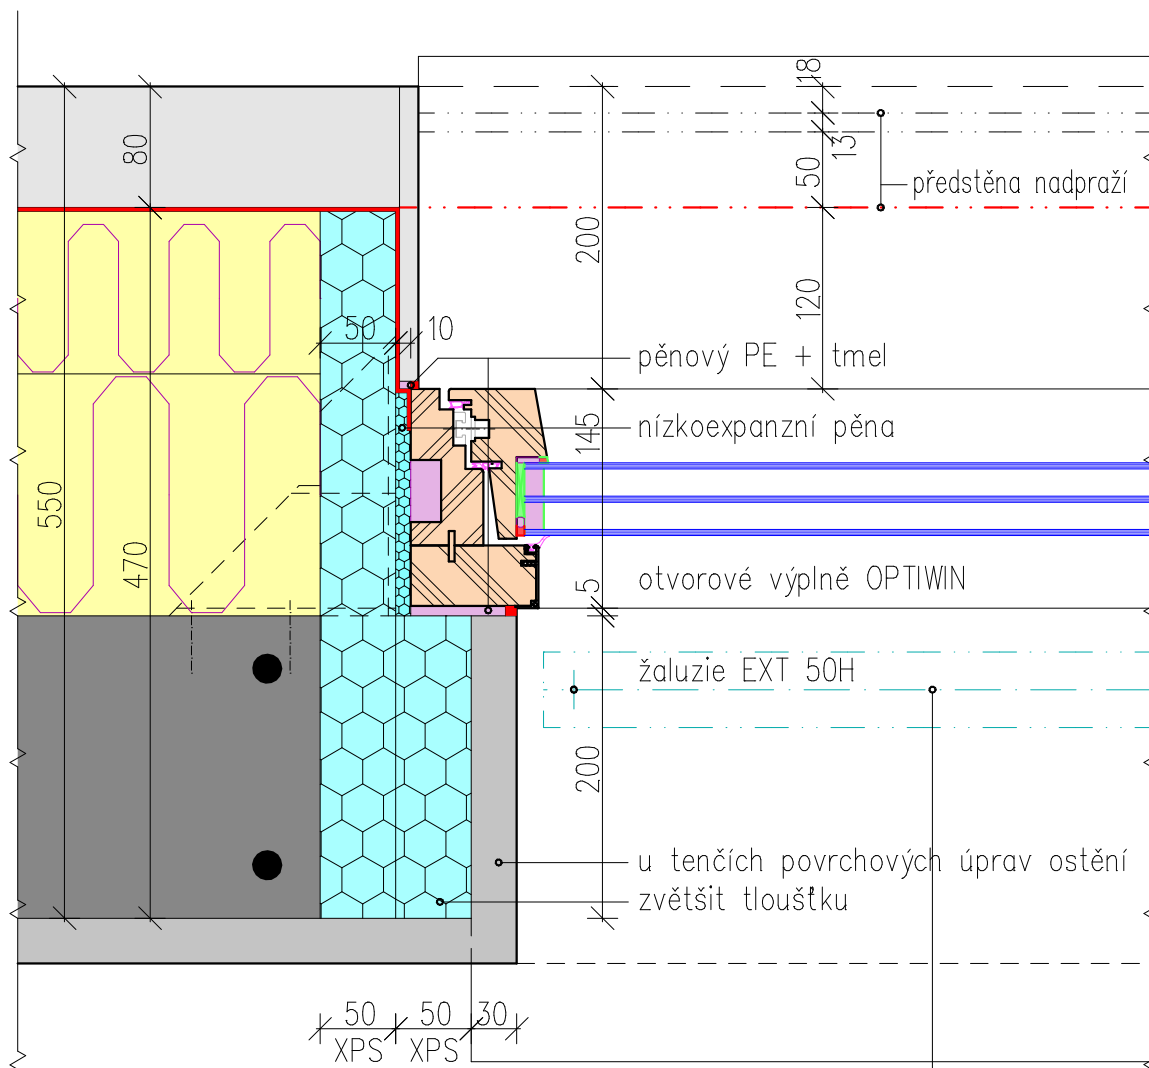 18
13
80
50
předstěna nadpraží
200
120
50
10
pěnový PE + tmel
145
nízkoexpanzní pěna
550
470
5
otvorové výplně OPTIWIN
žaluzie EXT 50H
200
u tenčích povrchových úprav ostění
zvětšit tloušťku
50
50
30
XPS
XPS